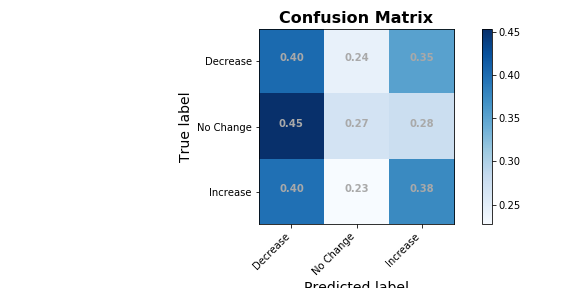 Confusion Matrix
True label
Decrease 0.40 0.24 0.35
No Change 0.45 0.27 0.28
Increase 0.40 0.23 0.38
Decrease No Change Increase
Predicted label
0.45
0.40
0.35
0.30
0.25